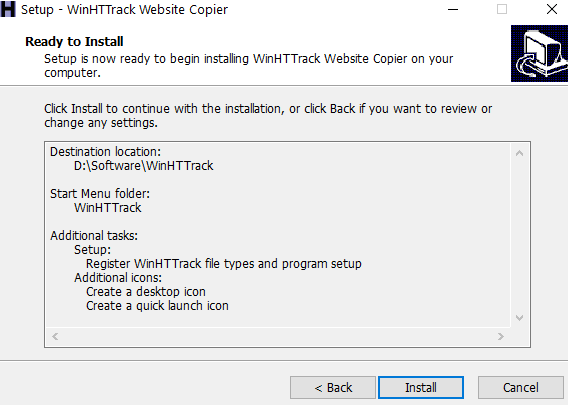 Setup - WinHTTrack Website Copier
Ready to Install
Setup is now ready to begin installing WinHTTrack Website Copier on your
computer.
Click Install to continue with the installation, or click Back if you want to review or
change any settings.
Destination location:
D:\Software\WinHTTrack
Start Menu folder:
WinHTTrack
Additional tasks:
Setup:
Register WinHTTrack file types and program setup
Additional icons:
Create a desktop icon
Create a quick launch icon
< Back
Install
Cancel